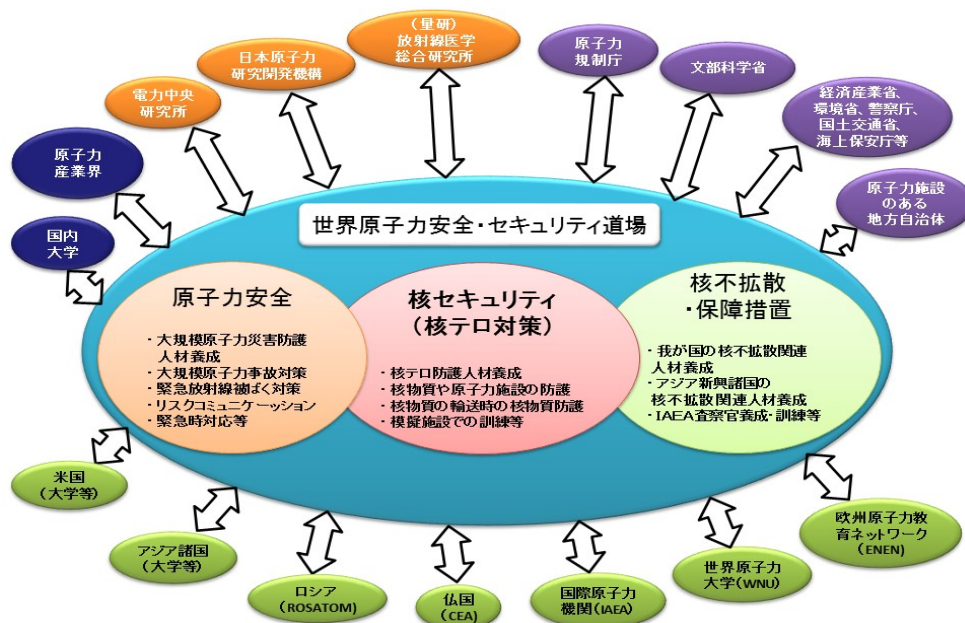 (量研)
放射線医学
総合研究所
原子力
規制庁
日本原子力
研究開発機構
文部科学省
電力中央
研究所
経済産業省、
環境省、警察庁、
国土交通省、
海上保安庁等
原子力
産業界
原子力施設
のある
地方自治体
国内
大学
世界原子力安全・セキュリティ道場
原子力安全
・大規模原子力災害防護
人材養成
・大規模原子力事故対策
・緊急放射線被ばく対策
・リスクコミュニケーッション
・緊急時対応等
核セキュリティ
(核テロ対策)
・核テロ防護人材養成
・核物質や原子力施設の防護
・核物質の輸送時の核物質防護
・模擬施設での訓練等
核不拡散
・保障措置
・我が国の核不拡散関連
人材養成
・アジア新興諸国の
核不拡散関連人材養成
・IAEA査察官養成・訓練等
米国
(大学等)
アジア諸国
(大学等)
ロシア
(ROSATOM)
仏国
(CEA)
国際原子力
機関(IAEA)
世界原子力
大学(WNU)
欧州原子力教
育ネットワーク
(ENEN)